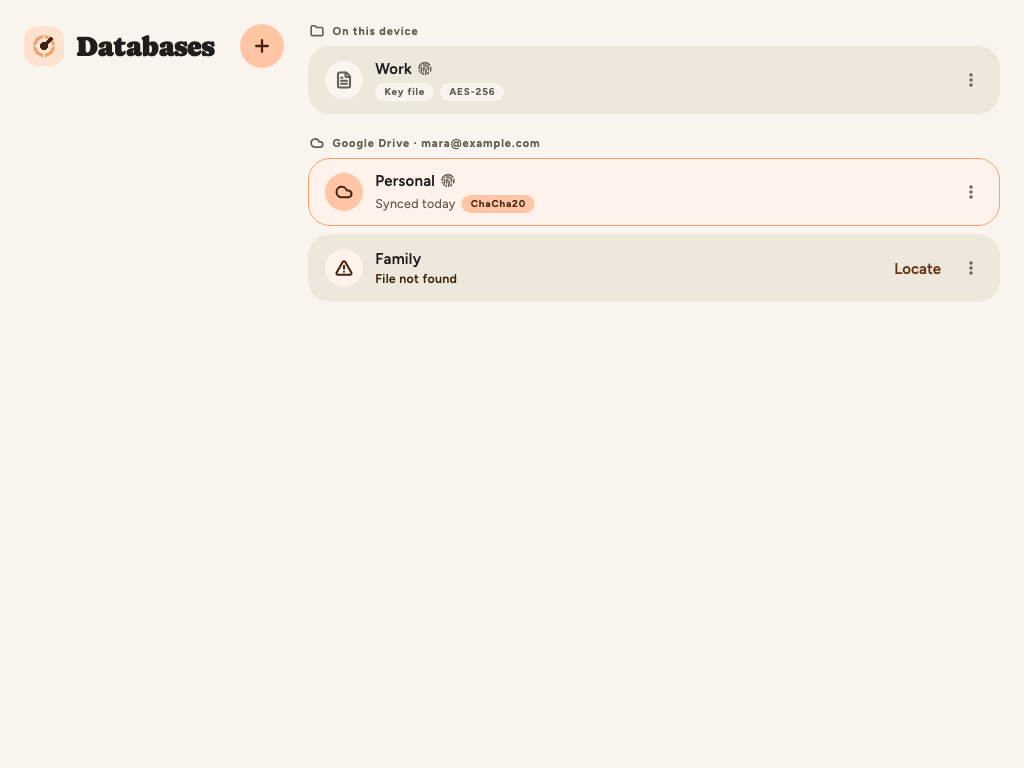 Databases
On this device
Work
Key file AES-256
Google Drive · mara@example.com
Personal
Synced today ChaCha20
Family
File not found
Locate